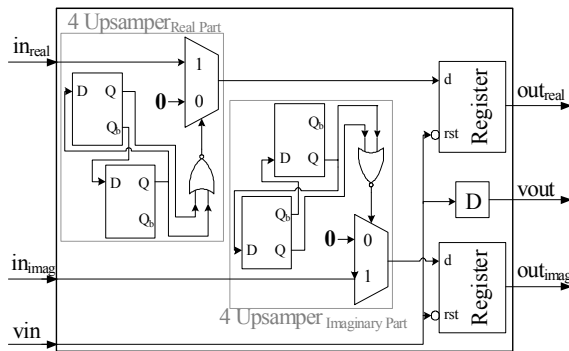 4 Upsamper Real Part
in real
1
0
0
D Q
Qb
D Q
Qb
d
rst
Register
out real
Qb
D Q
Qb
D Q
0
0
1
D
vout
in imag
d
rst
Register
out imag
4 Upsamper Imaginary Part
vin